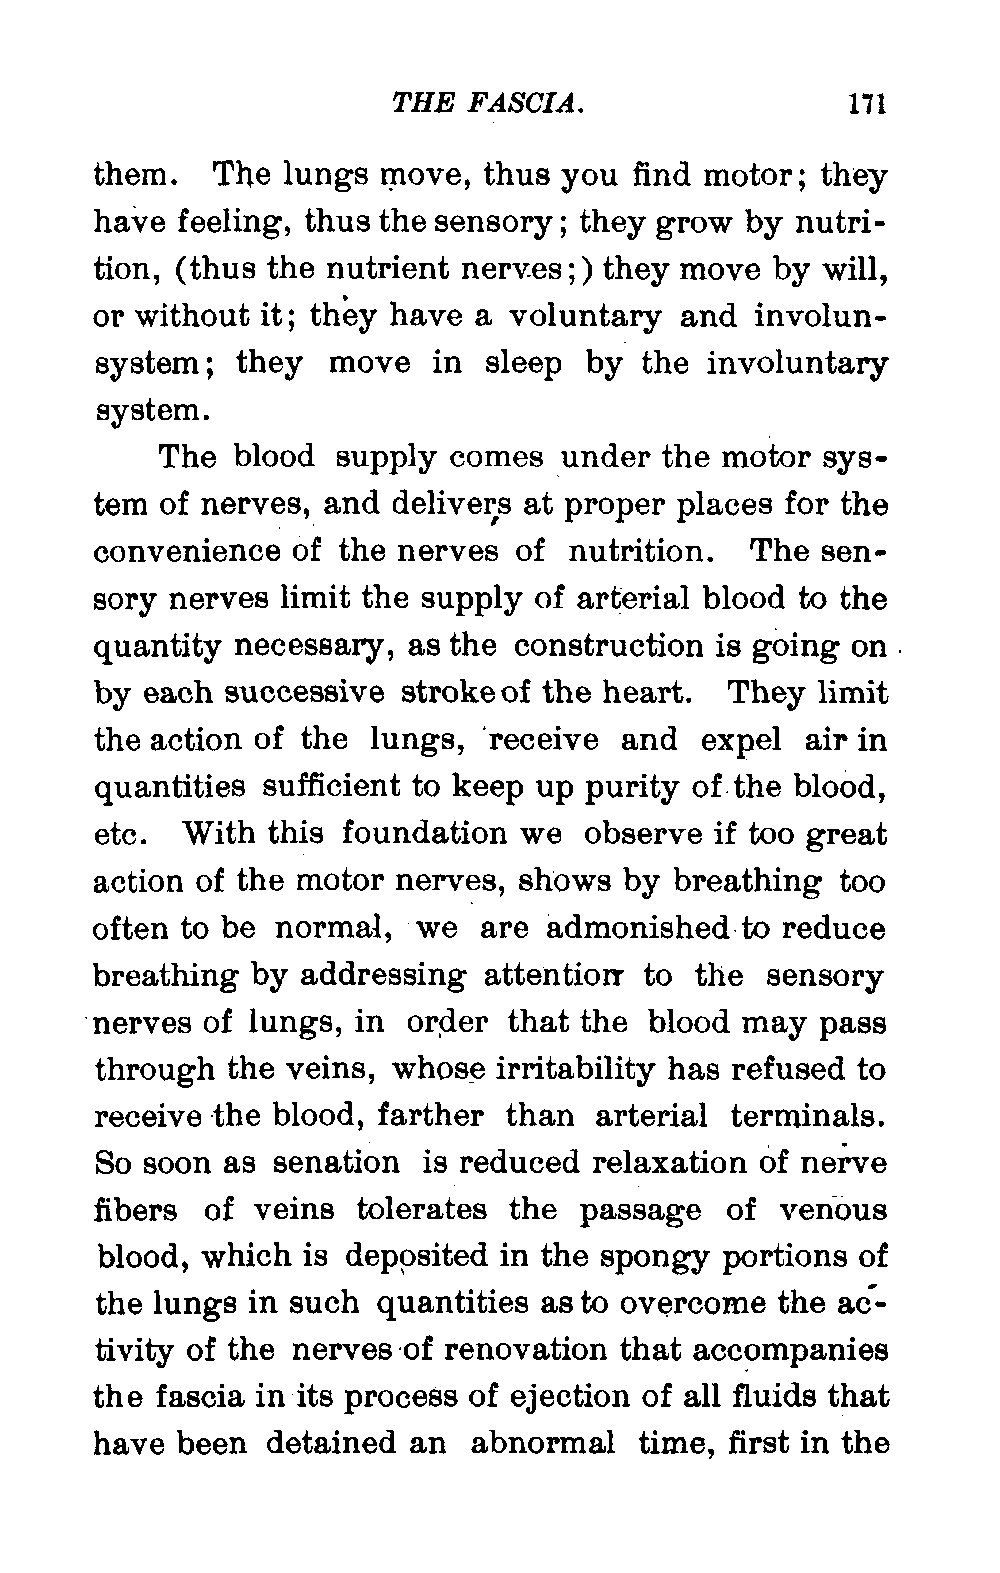 THE FASCIA. 171
them. The lungs move, thus you find motor; they
have feeling, thus the sensory; they grow by nutri-
tion, (thus the nutrient nerves;) they move by will,
or without it; they have a voluntary and involun-
system; they move in sleep by the involuntary
system.
The blood supply comes under the motor sys-
tem of nerves, and delivers at proper places for the
convenience of the nerves of nutrition. The sen-
sory nerves limit the supply of arterial blood to the
quantity necessary, as the construction is going on
by each successive stroke of the heart. They limit
the action of the lungs, receive and expel air in
quantities sufficient to keep up purity of the blood,
etc. With this foundation we observe if too great
action of the motor nerves, shows by breathing too
often to be normal, we are admonished to reduce
breathing by addressing attention to the sensory
nerves of lungs, in order that the blood may pass
through the veins, whose irritability has refused to
receive the blood, farther than arterial terminals.
So soon as senation is reduced relaxation of nerve
fibers of veins tolerates the passage of venous
blood, which is deposited in the spongy portions of
the lungs in such quantities as to overcome the ac-
tivity of the nerves of renovation that accompanies
the fascia in its process of ejection of all fluids that
have been detained an abnormal time, first in the